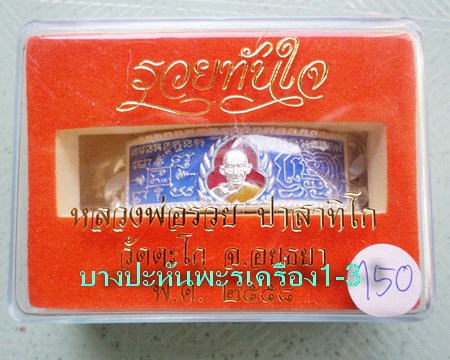 รวยทันใจ
หลวงพ่อรวย ปาสาทิโก
วัดตะโก จ.อยุธยา
บางปะหันพะรเครือง1-3
พ.ศ. ๒๕๕๔
150